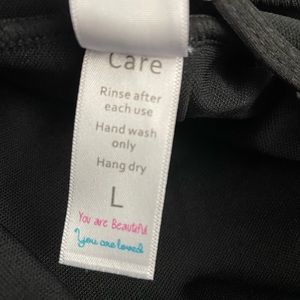 Care
Rinse after
each use
Hand wash
only
Hang dry
L
You are Beautiful
You are loved